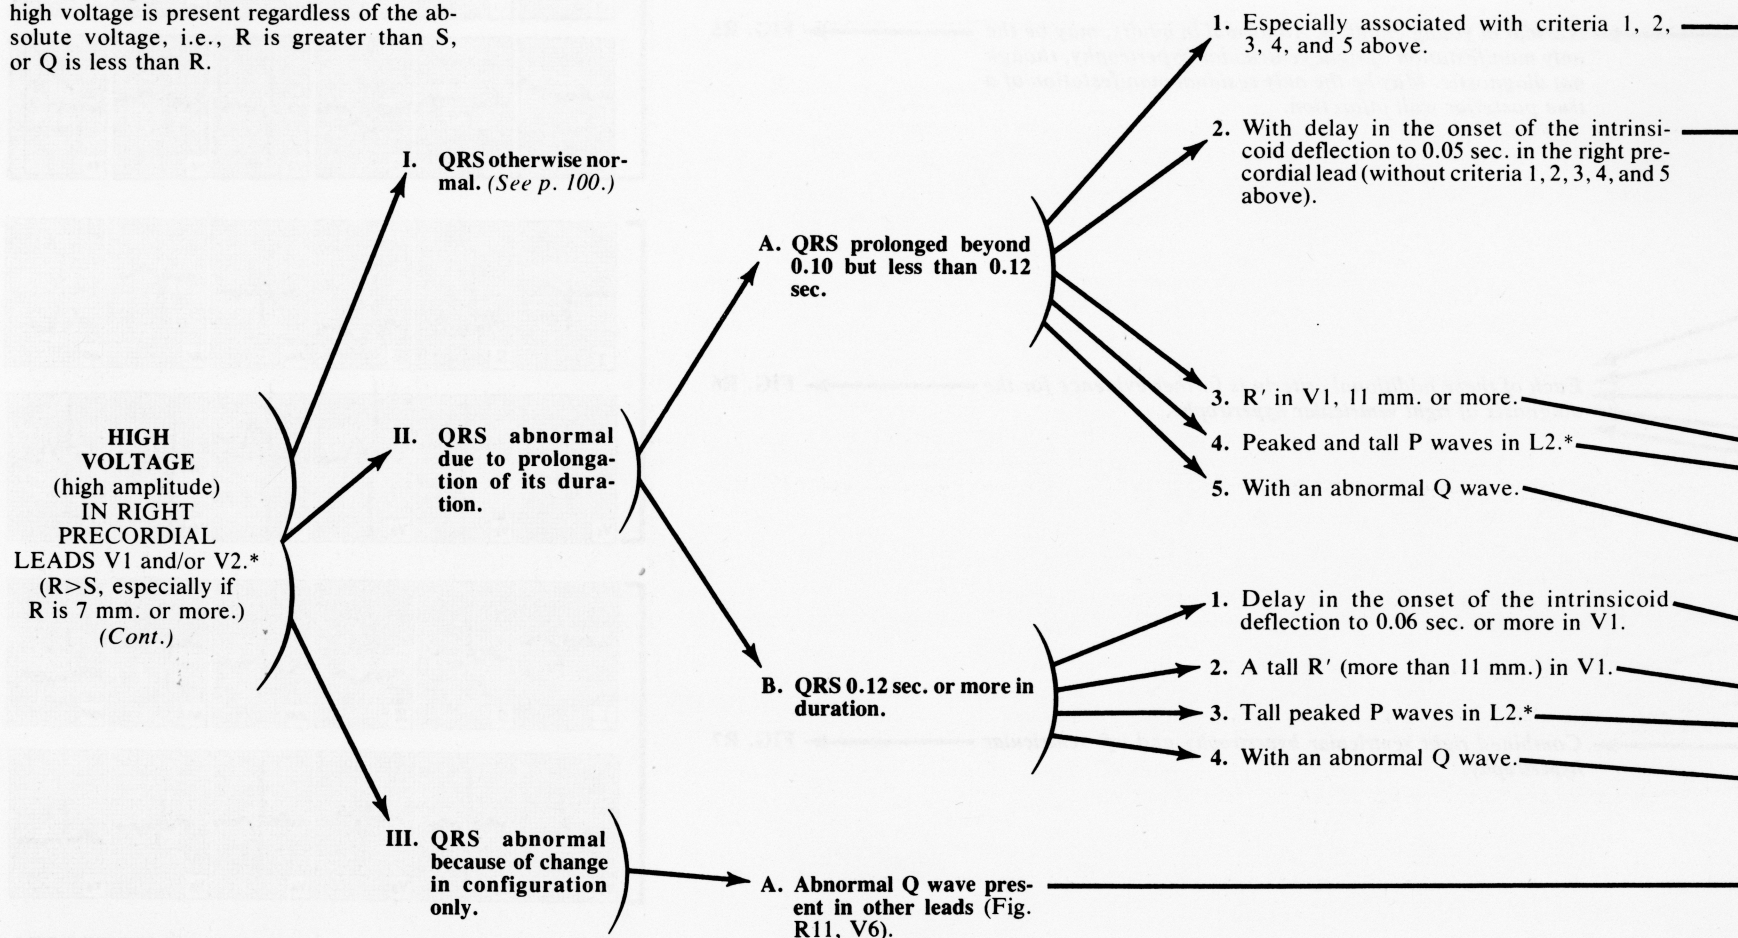 high voltage is present regardless of the ab-
solute voltage, i.e., R is greater than S,
or Q is less than R.
HIGH
VOLTAGE
(high amplitude)
IN RIGHT
PRECORDIAL
LEADS V1 and/or V2.*
(R>S, especially if
R is 7 mm. or more.)
(Cont.)
I. QRS otherwise nor-
mal. (See p. 100.)
II. QRS abnormal
due to prolonga-
tion of its dura-
tion.
A. QRS prolonged beyond
0.10 but less than 0.12
sec.
1. Especially associated with criteria 1, 2,
3, 4, and 5 above.
2. With delay in the onset of the intrinsi-
coid deflection to 0.05 sec. in the right pre-
cordial lead (without criteria 1, 2, 3, 4, and 5
above).
3. R′ in V1, 11 mm. or more.
4. Peaked and tall P waves in L2.*
5. With an abnormal Q wave.
B. QRS 0.12 sec. or more in
duration.
1. Delay in the onset of the intrinsicoid
deflection to 0.06 sec. or more in V1.
2. A tall R′ (more than 11 mm.) in V1.
3. Tall peaked P waves in L2.*
4. With an abnormal Q wave.
III. QRS abnormal
because of change
in configuration
only.
A. Abnormal Q wave pres-
ent in other leads (Fig.
R11, V6).